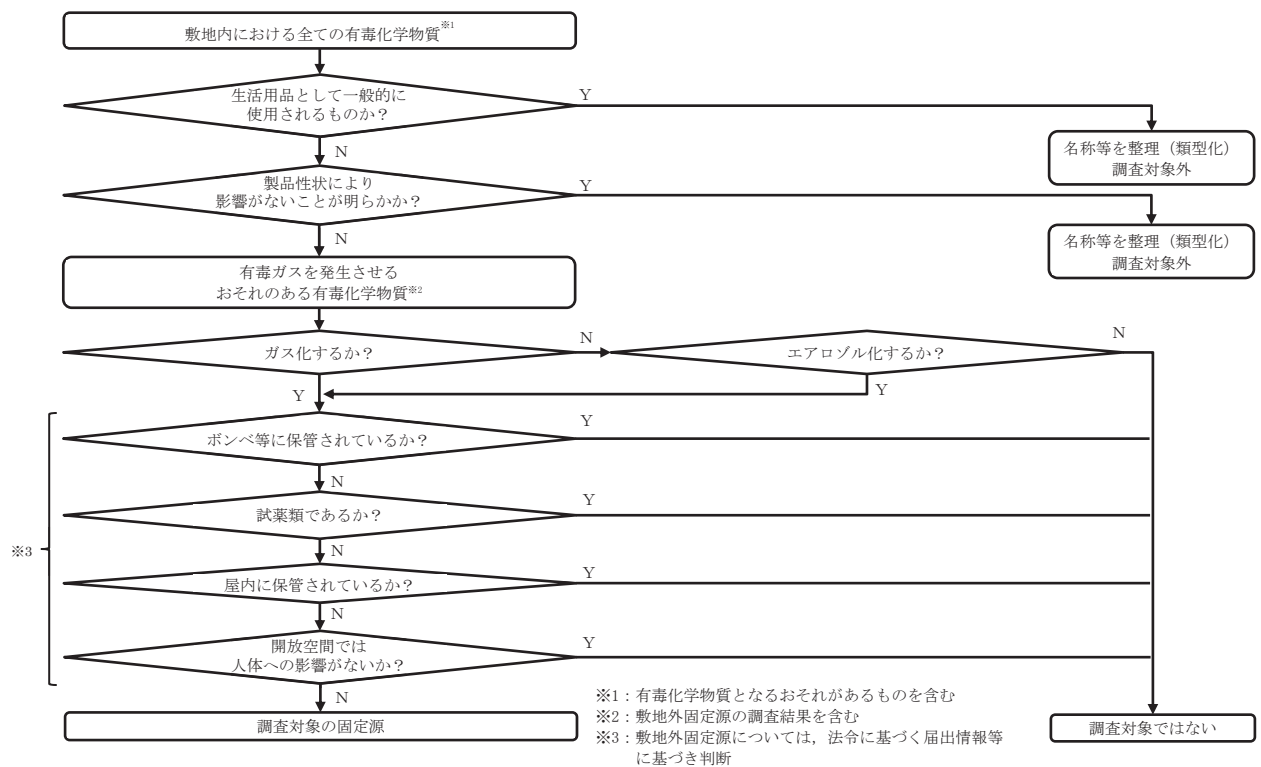 敷地内における全ての有毒化学物質※1
生活用品として一般的に
使用されるものか？
Y
名称等を整理（類型化）
調査対象外
N
製品性状により
影響がないことが明らかか？
Y
名称等を整理（類型化）
調査対象外
N
有毒ガスを発生させる
おそれのある有毒化学物質※2
ガス化するか？
N
エアロゾル化するか？
N
Y
Y
※3
ボンベ等に保管されているか？
Y
N
試薬類であるか？
Y
N
屋内に保管されているか？
Y
N
開放空間では
人体への影響がないか？
Y
N
調査対象の固定源
調査対象ではない
※1：有毒化学物質となるおそれがあるものを含む
※2：敷地外固定源の調査結果を含む
※3：敷地外固定源については，法令に基づく届出情報等
に基づき判断